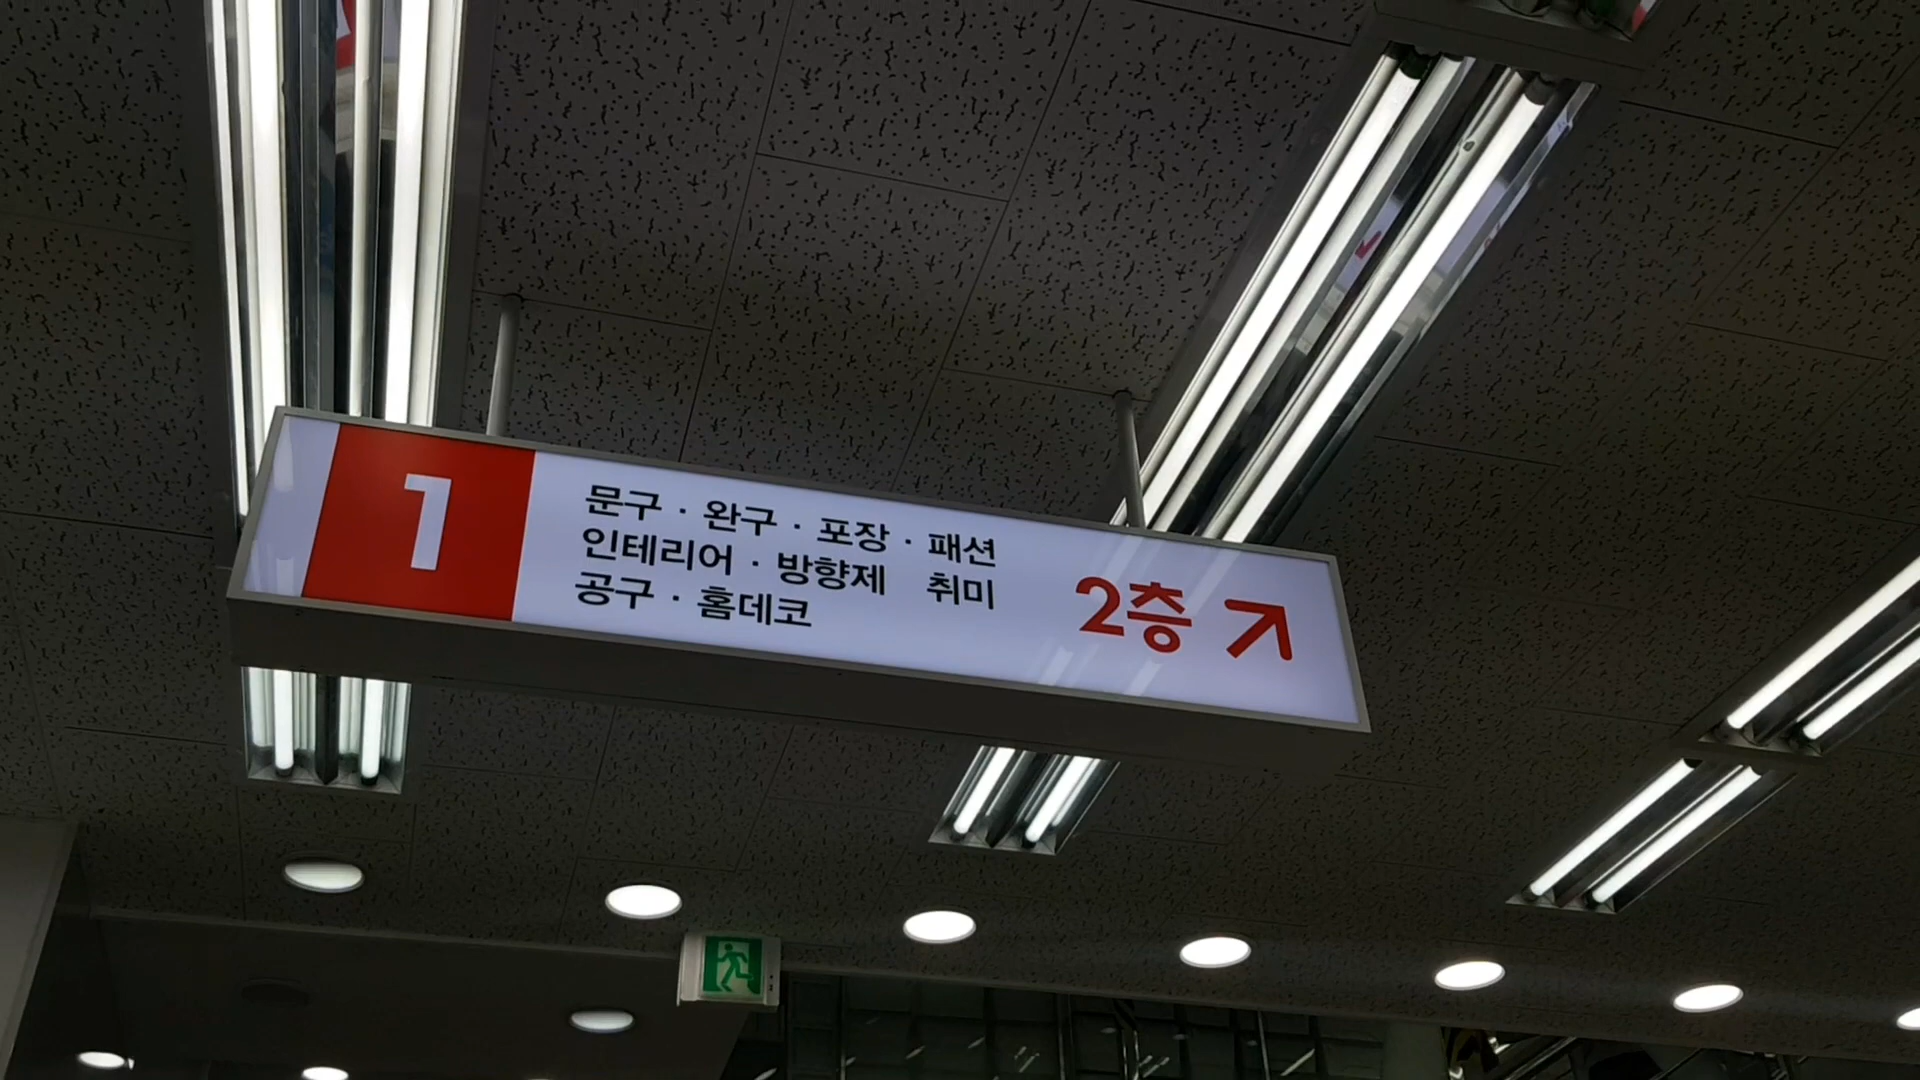 1
문구 · 완구 · 포장 · 패션
인테리어 · 방향제 취미
공구 · 홈데코
2층 ↗